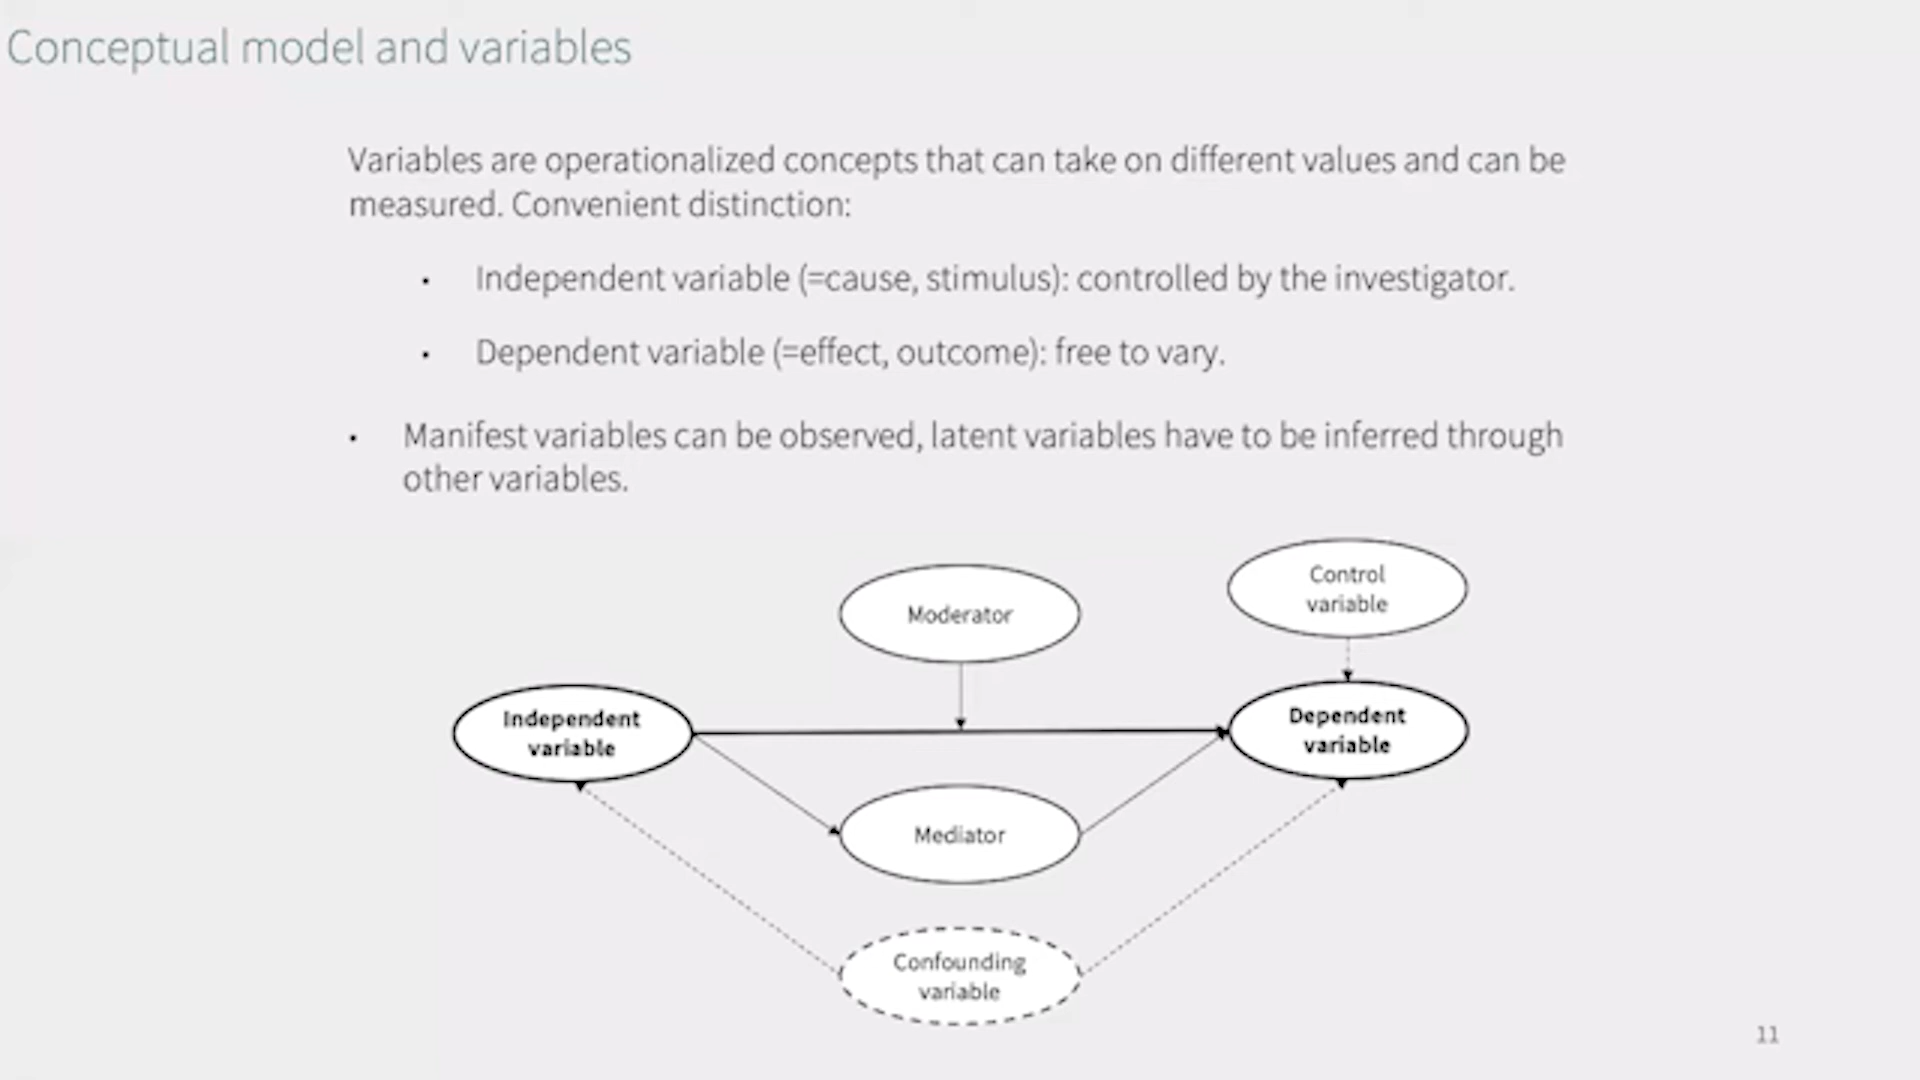 Conceptual model and variables
Variables are operationalized concepts that can take on different values and can be
measured. Convenient distinction:
• Independent variable (=cause, stimulus): controlled by the investigator.
• Dependent variable (=effect, outcome): free to vary.
• Manifest variables can be observed, latent variables have to be inferred through
other variables.
Control
variable
Moderator
Independent
variable
Dependent
variable
Mediator
Confounding
variable
11